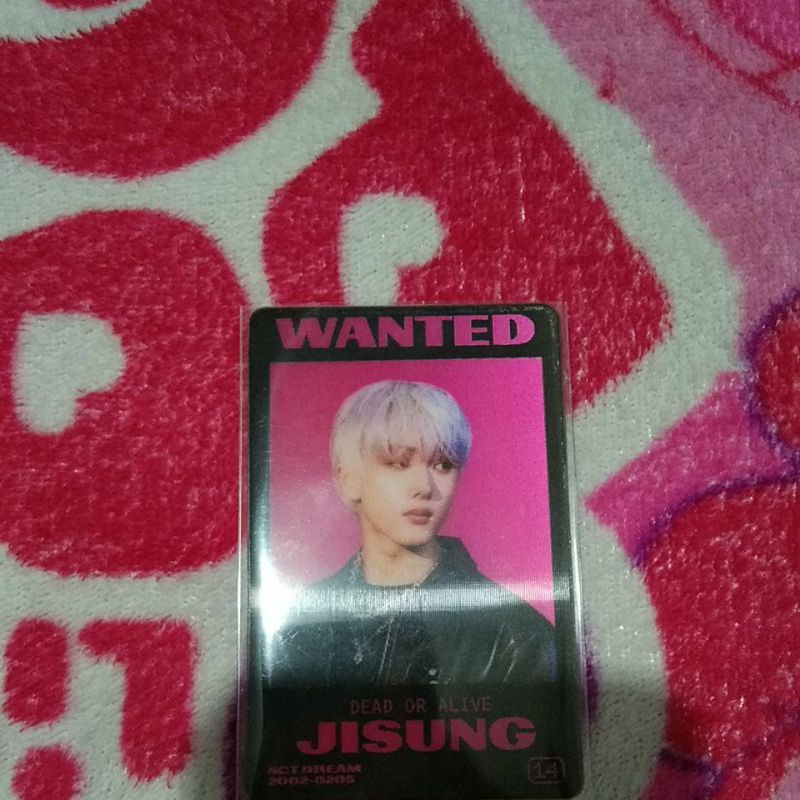 WANTED
DEAD OR ALIVE
JISUNG
NCT DREAM
2002-0205
14